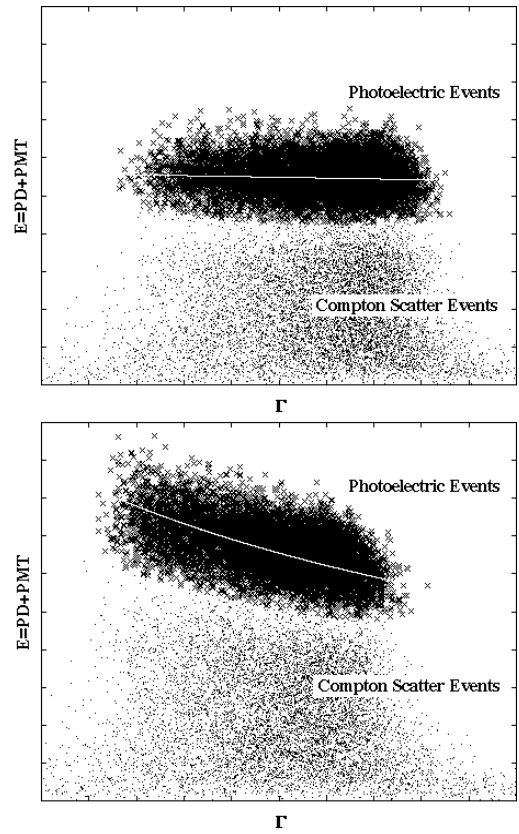 Photoelectric Events
E=PD+PMT
Compton Scatter Events
Γ
Photoelectric Events
E=PD+PMT
Compton Scatter Events
Γ